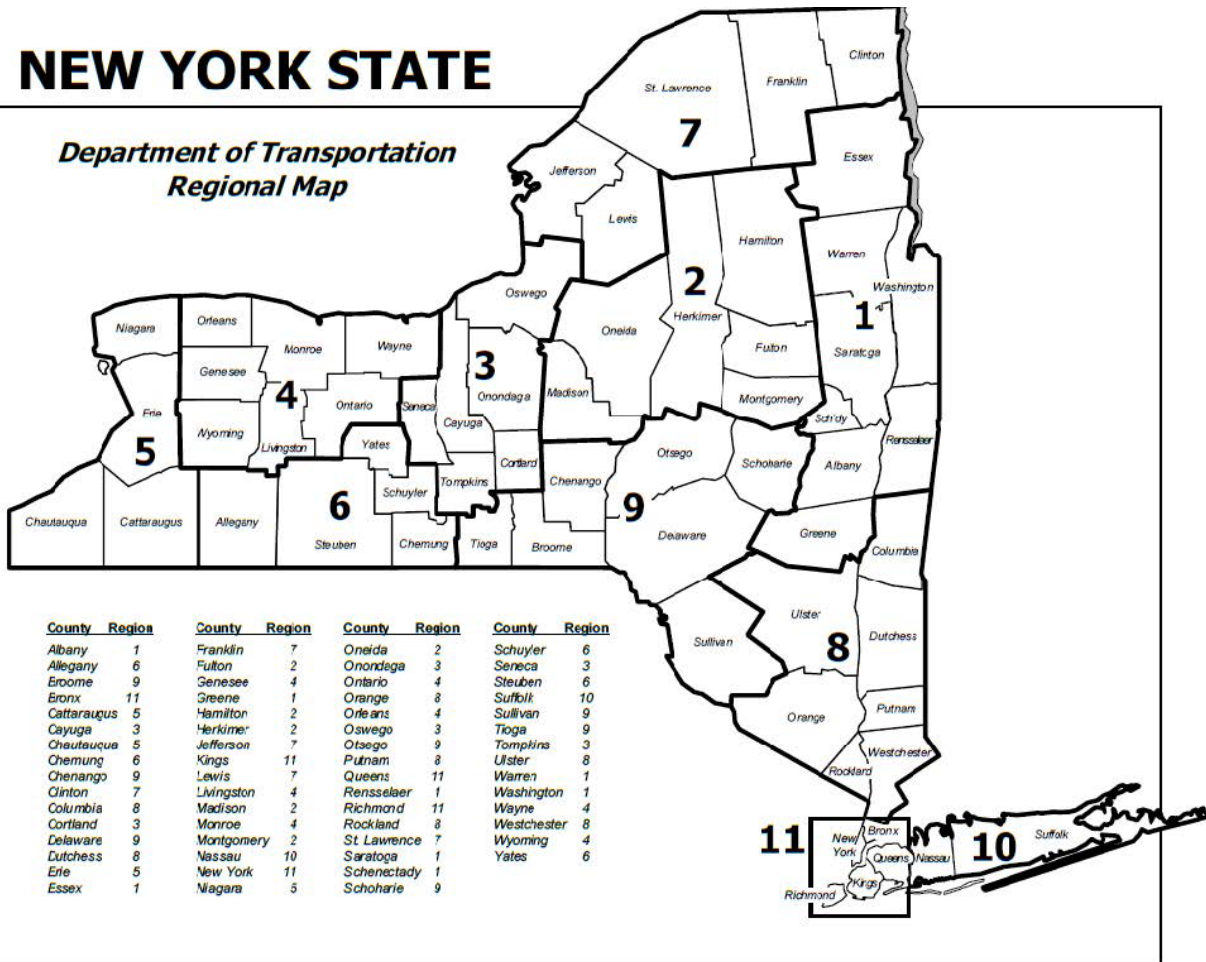 NEW YORK STATE
Department of Transportation
Regional Map
Clinton
Franklin
St. Lawrence
7
Essex
Jefferson
Lewis
Hamilton
Warren
2
Washington
Oswego
Herkimer
1
Niagara
Orleans
Oneida
Monroe
Wayne
Fulton
Saratoga
3
Genesee
Madison
Onondaga
4
Ontario
Seneca
Montgomery
Erie
Cayuga
Sch'dy
Wyoming
Rensselaer
Livingston
Yates
5
Otsego
Cortland
Schoharie
Albany
Tompkins
Chenango
Schuyler
6
9
Chautauqua
Cattaraugus
Allegany
Delaware
Greene
Steuben
Chemung
Tioga
Broome
Columbia
Ulster
Dutchess
Sullivan
8
Putnam
Orange
Westchester
Rockland
11
New
York
Bronx
Queens
Nassau
10
Suffolk
Kings
Richmond
County Region County Region County Region County Region
Albany 1 Franklin 7 Oneida 2 Schuyler 6
Allegany 6 Fulton 2 Onondaga 3 Seneca 3
Broome 9 Genesee 4 Ontario 4 Steuben 6
Bronx 11 Greene 1 Orange 8 Suffolk 10
Cattaraugus 5 Hamilton 2 Orleans 4 Sullivan 9
Cayuga 3 Herkimer 2 Oswego 3 Tioga 9
Chautauqua 5 Jefferson 7 Otsego 9 Tompkins 3
Chemung 6 Kings 11 Putnam 8 Ulster 8
Chenango 9 Lewis 7 Queens 11 Warren 1
Clinton 7 Livingston 4 Rensselaer 1 Washington 1
Columbia 8 Madison 2 Richmond 11 Wayne 4
Cortland 3 Monroe 4 Rockland 8 Westchester 8
Delaware 9 Montgomery 2 St. Lawrence 7 Wyoming 4
Dutchess 8 Nassau 10 Saratoga 1 Yates 6
Erie 5 New York 11 Schenectady 1
Essex 1 Niagara 5 Schoharie 9